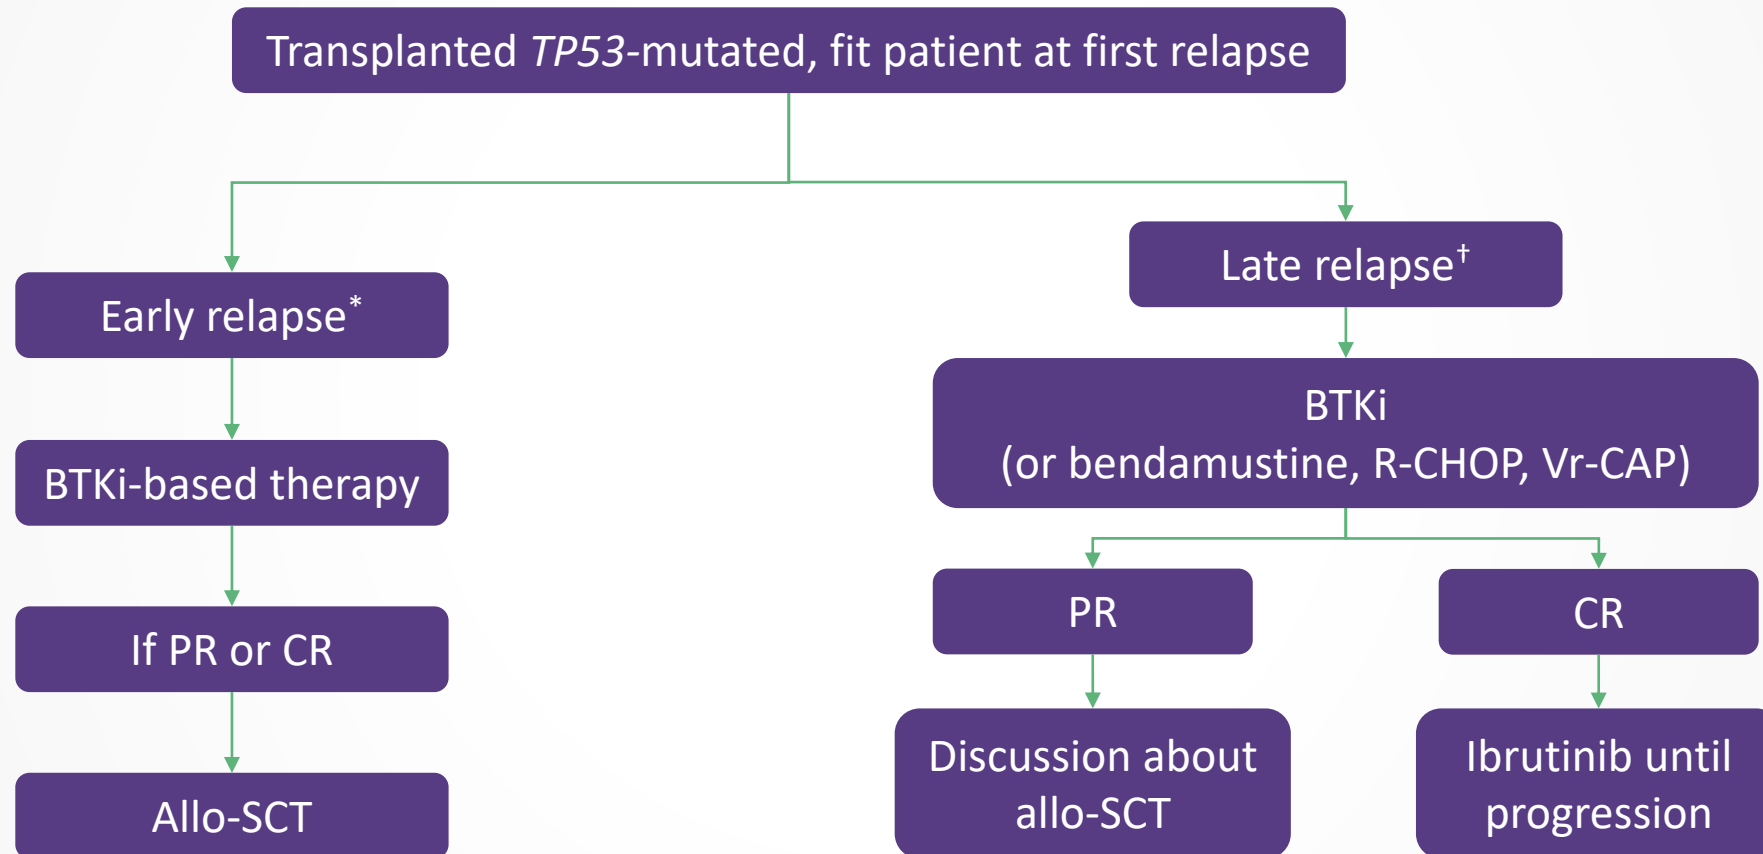 Transplanted TP53-mutated, fit patient at first relapse
Early relapse*
BTKi-based therapy
If PR or CR
Allo-SCT
Late relapse†
BTKi
(or bendamustine, R-CHOP, Vr-CAP)
PR
Discussion about
allo-SCT
CR
Ibrutinib until
progression